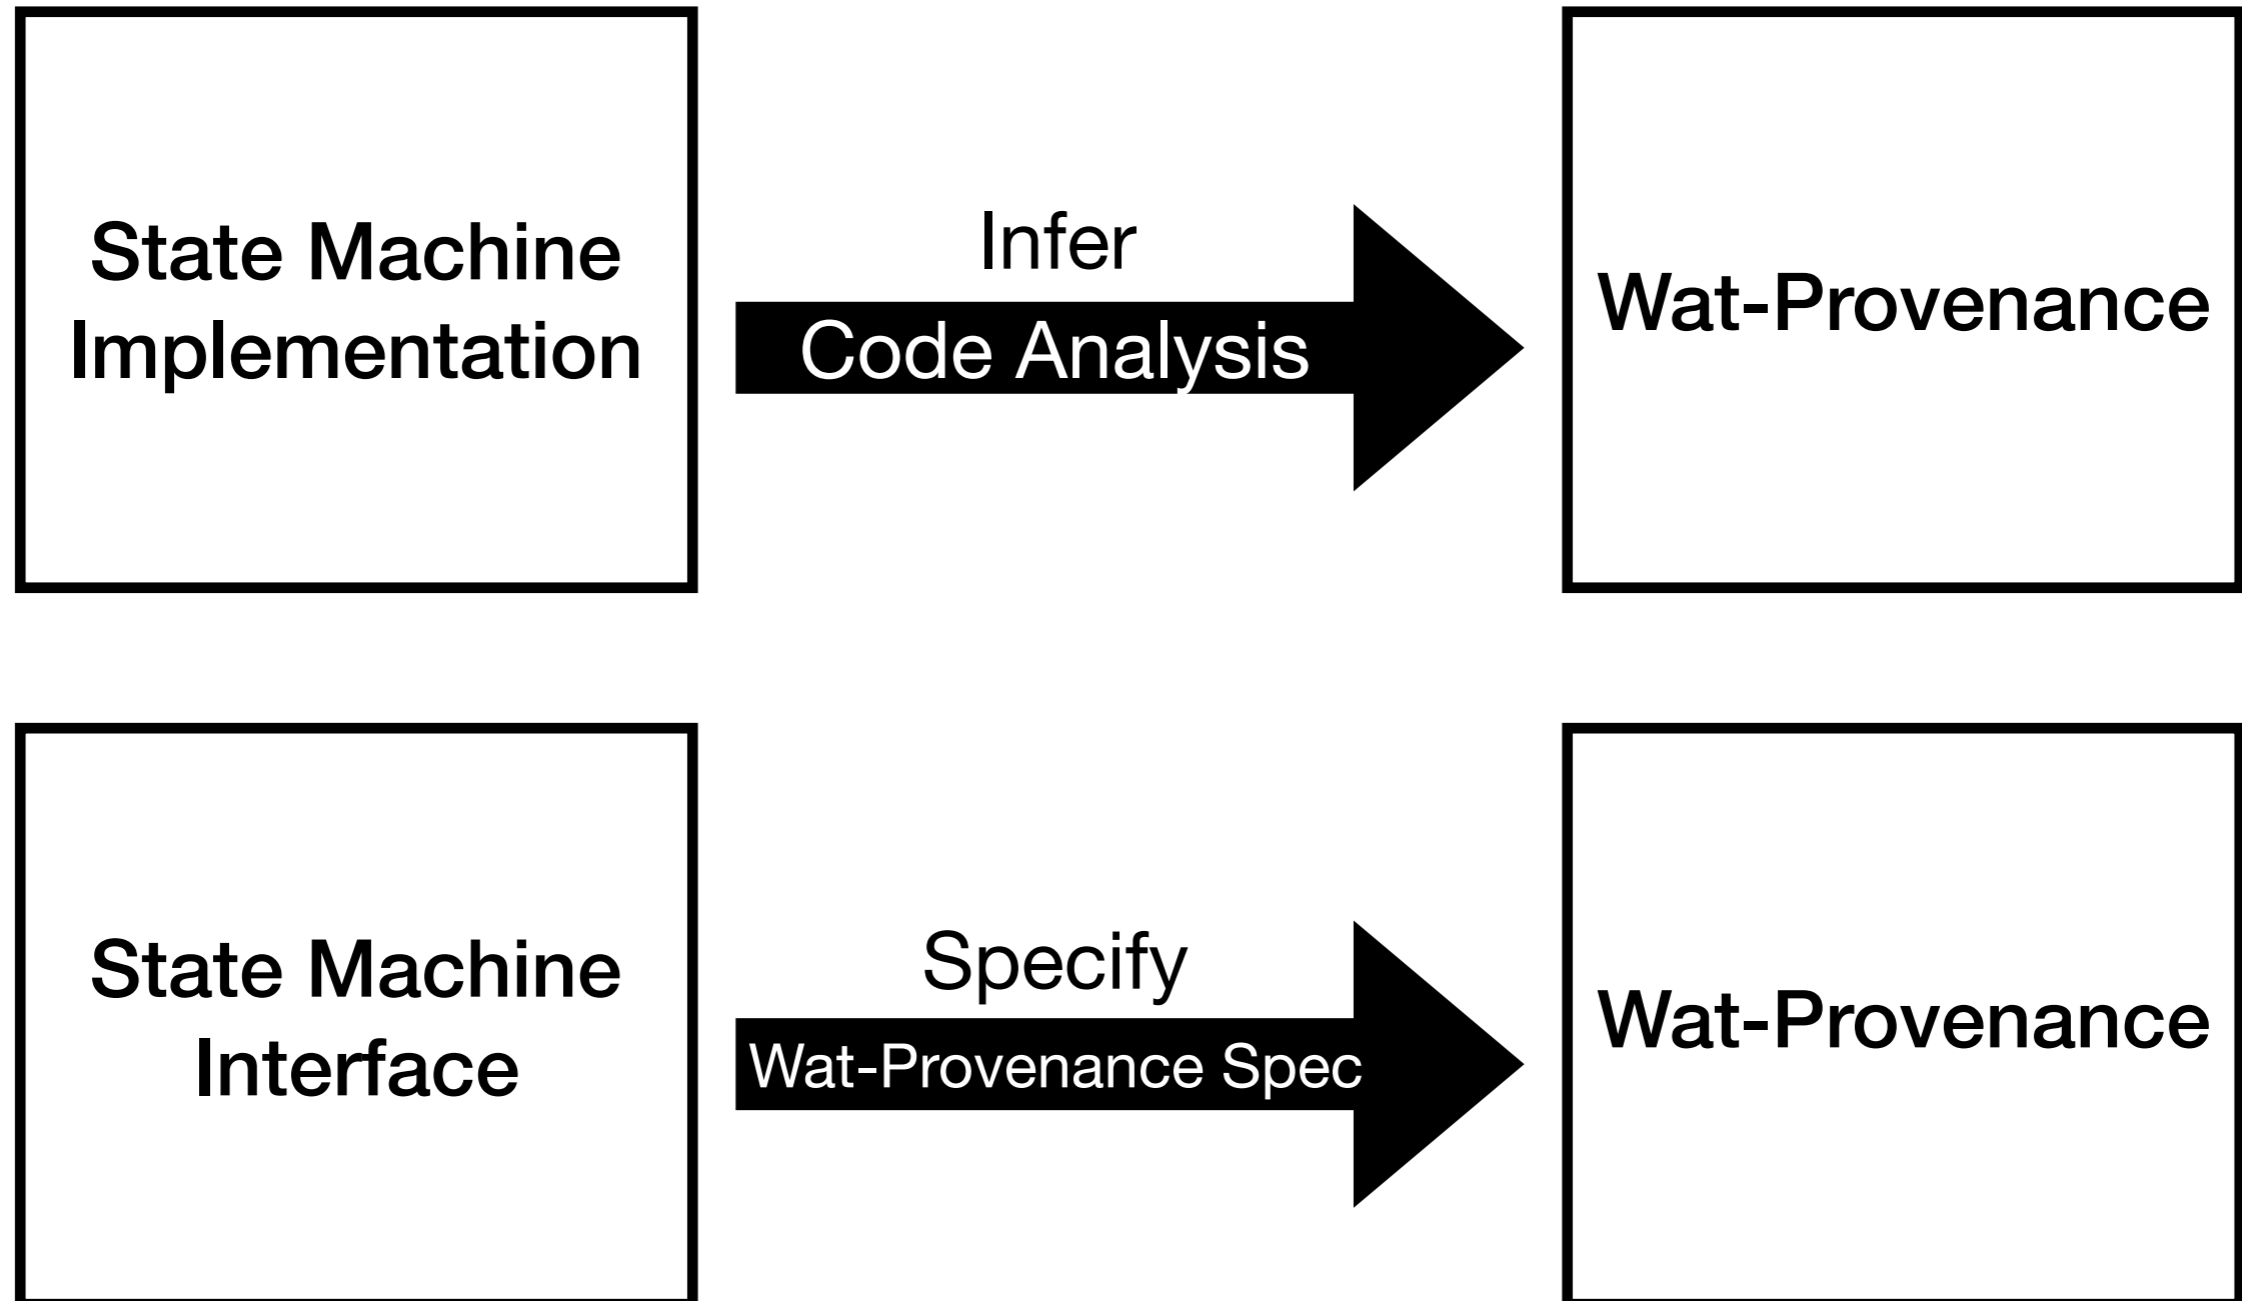 State Machine
Implementation
Infer
Code Analysis
Wat-Provenance
State Machine
Interface
Specify
Wat-Provenance Spec
Wat-Provenance